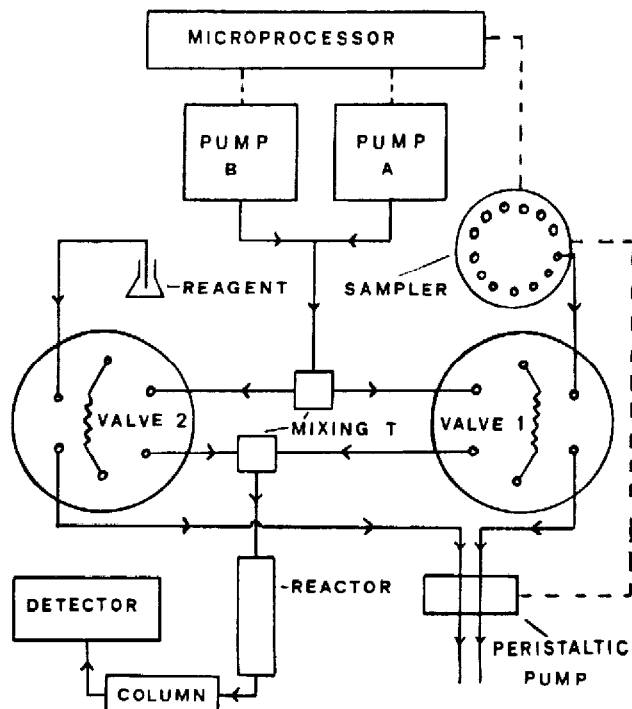 MICROPROCESSOR
PUMP
B
PUMP
A
REAGENT
SAMPLER
VALVE 2
MIXING T
VALVE 1
REACTOR
DETECTOR
COLUMN
PERISTALTIC
PUMP